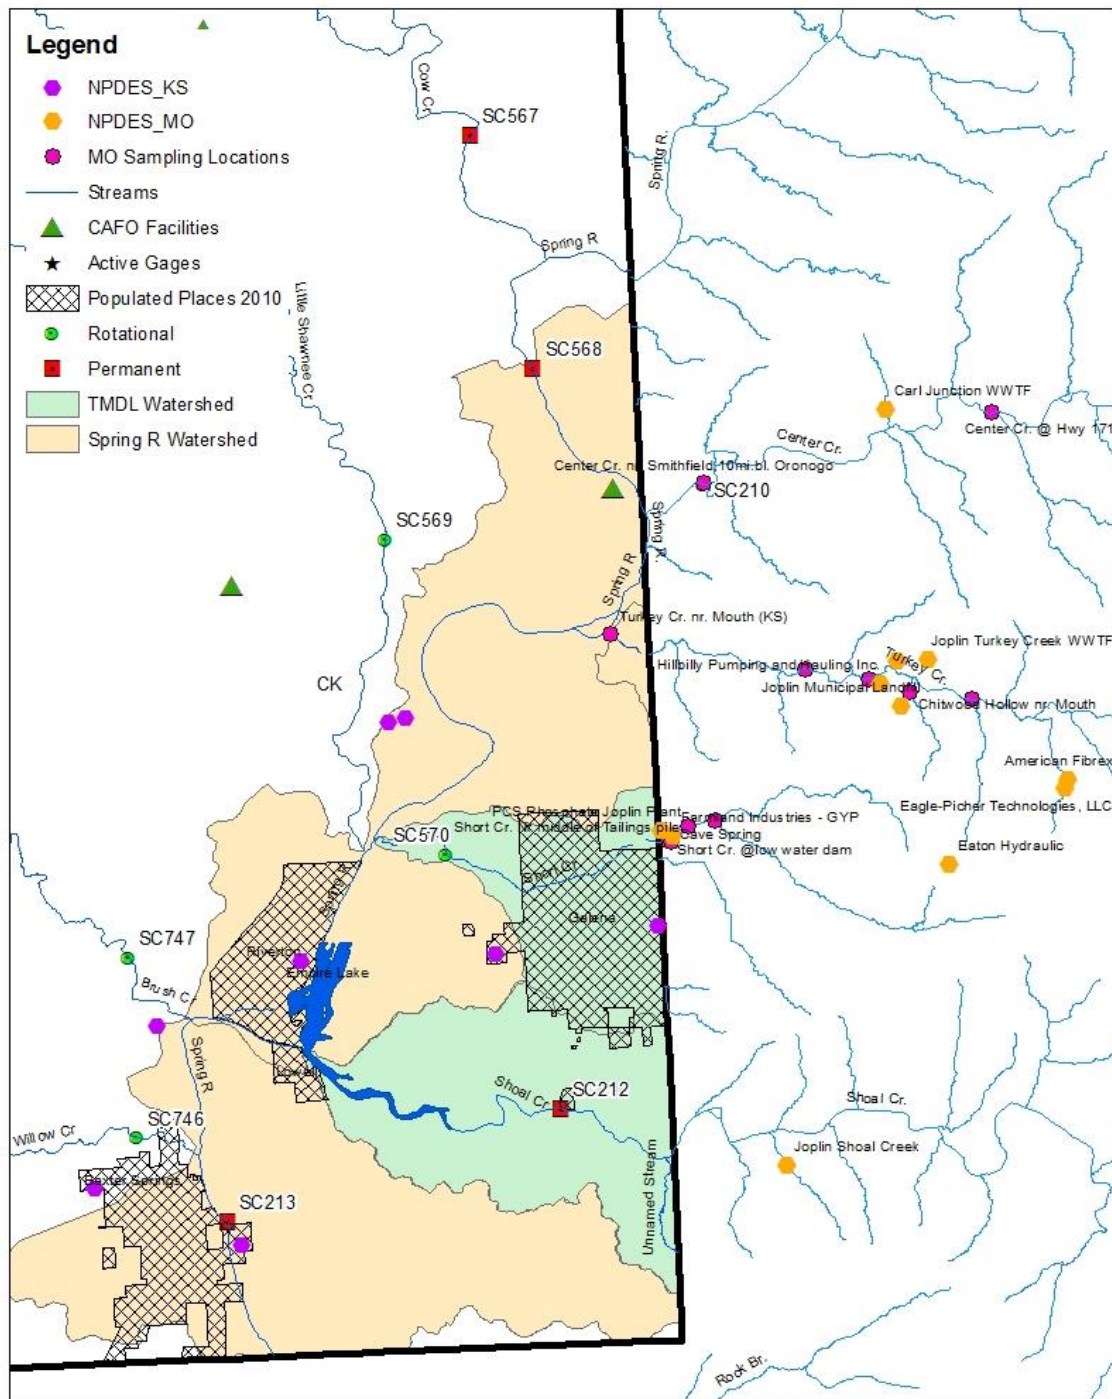 Legend
NPDES_KS
NPDES_MO
MO Sampling Locations
Streams
CAFO Facilities
Active Gages
Populated Places 2010
Rotational
Permanent
TMDL Watershed
Spring R Watershed
Cow Cr.
SC567
Spring R.
Spring R
Little Shawnee Cr.
SC568
Carl Junction WWTF
Center Cr. @ Hwy 171
Center Cr.
Center Cr. nr. Smithfield, 10mi.bl. Oronogo
SC210
SC569
Spring R.
Spring R
Turkey Cr. nr. Mouth (KS)
Joplin Turkey Creek WWTF
Turkey Cr.
Hillbilly Pumping and Hauling Inc.
CK
Joplin Municipal Landfill
Chitwood Hollow nr. Mouth
American Fibrex
Eagle-Picher Technologies, LLC
PCS Phosphate Joplin Plant
Farmland Industries - GYP
Short Cr. nr. middle of Tailings pile
Cave Spring
SC570
Short Cr. @low water dam
Eaton Hydraulic
Short Cr.
Spring R
Galena
SC747
Riverton
Empire Lake
Brush Cr
Spring R
Lowell
Shoal Cr.
SC212
Shoal Cr.
SC746
Willow Cr
Unnamed Stream
Joplin Shoal Creek
Baxter Springs
SC213
Rock Br.